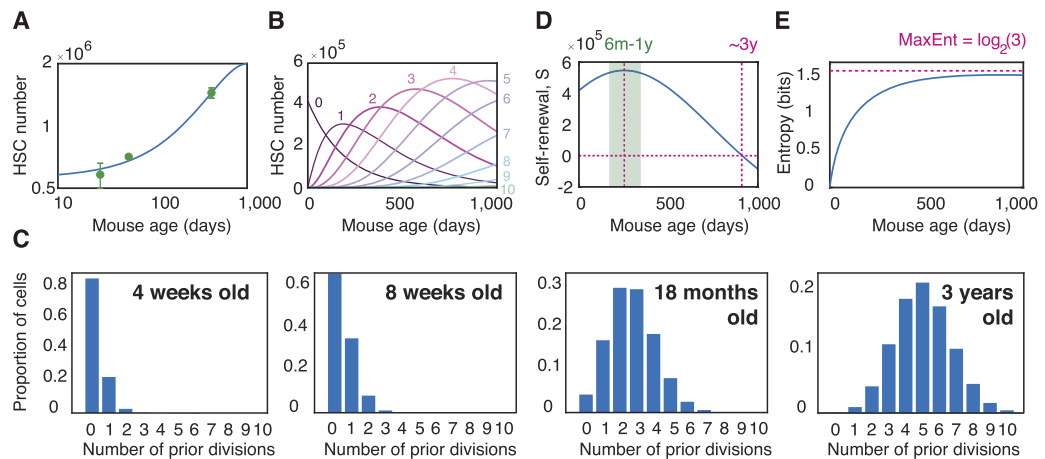 A
×10⁶
2
1
0.5
HSC number
10
100
1,000
Mouse age (days)
B
×10⁵
6
4
2
0
HSC number
0
1
2
3
4
5
6
7
8
9
10
0
500
1,000
Mouse age (days)
D
×10⁵
6m-1y
~3y
6
4
2
0
-2
Self-renewal, S
0
500
1,000
Mouse age (days)
E
MaxEnt = log₂(3)
1.5
1.0
0.5
0
Entropy (bits)
0
500
1,000
Mouse age (days)
C
Proportion of cells
0.8
0.6
0.4
0.2
0
4 weeks old
0 1 2 3 4 5 6 7 8 9 10
Number of prior divisions
0.6
0.4
0.2
0
8 weeks old
0 1 2 3 4 5 6 7 8 9 10
Number of prior divisions
0.3
0.2
0.1
0
18 months
old
0 1 2 3 4 5 6 7 8 9 10
Number of prior divisions
0.2
0.1
0
3 years
old
0 1 2 3 4 5 6 7 8 9 10
Number of prior divisions